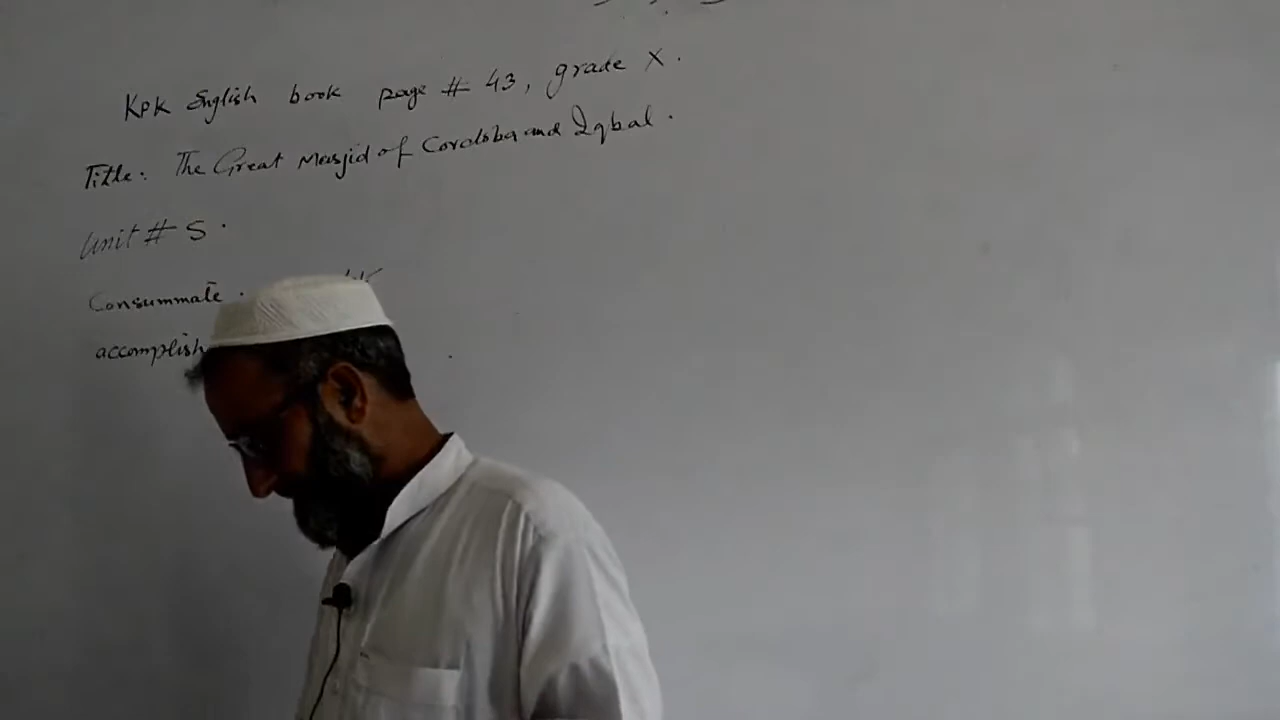 KPK English book page # 43, grade X.
Title: The Great Masjid of Cordoba and Iqbal.
Unit # 5.
Consummate.
accomplish